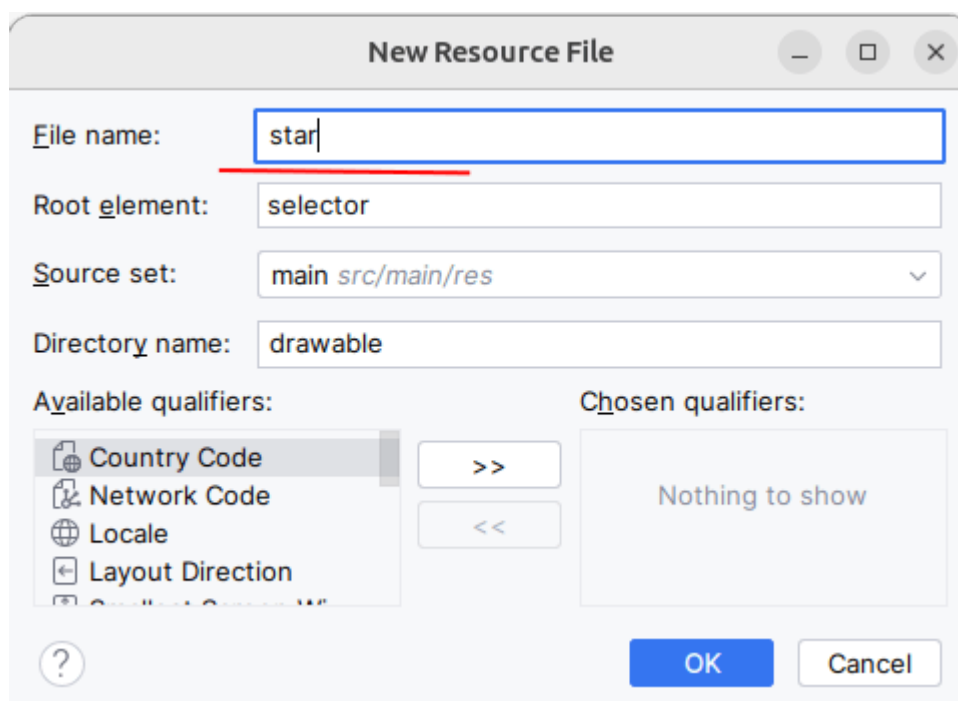 New Resource File
File name: star
Root element: selector
Source set: main src/main/res
Directory name: drawable
Available qualifiers: Chosen qualifiers:
Country Code
>>
Network Code
Nothing to show
<<
Locale
Layout Direction
?
OK Cancel